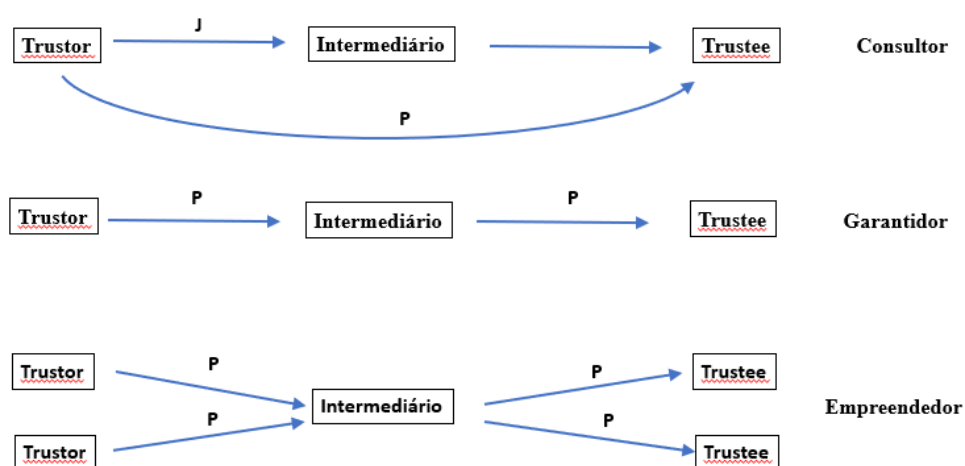 J
Trustor Intermediário Trustee Consultor
P
P P
Trustor Intermediário Trustee Garantidor
P P
Trustor Trustee
Intermediário Empreendedor
P P
Trustor Trustee